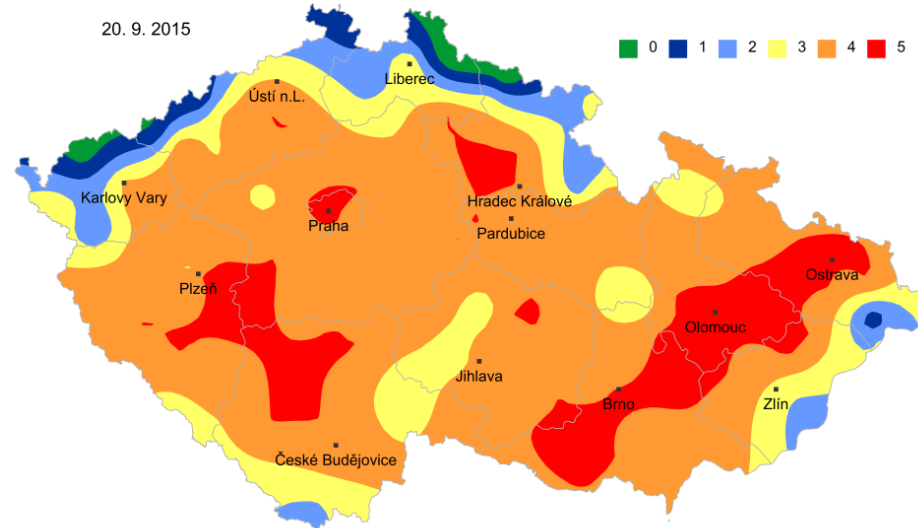 20. 9. 2015
0 1 2 3 4 5
Liberec
Ústí n.L.
Karlovy Vary
Hradec Králové
Praha
Pardubice
Ostrava
Plzeň
Olomouc
Jihlava
Brno
Zlín
České Budějovice